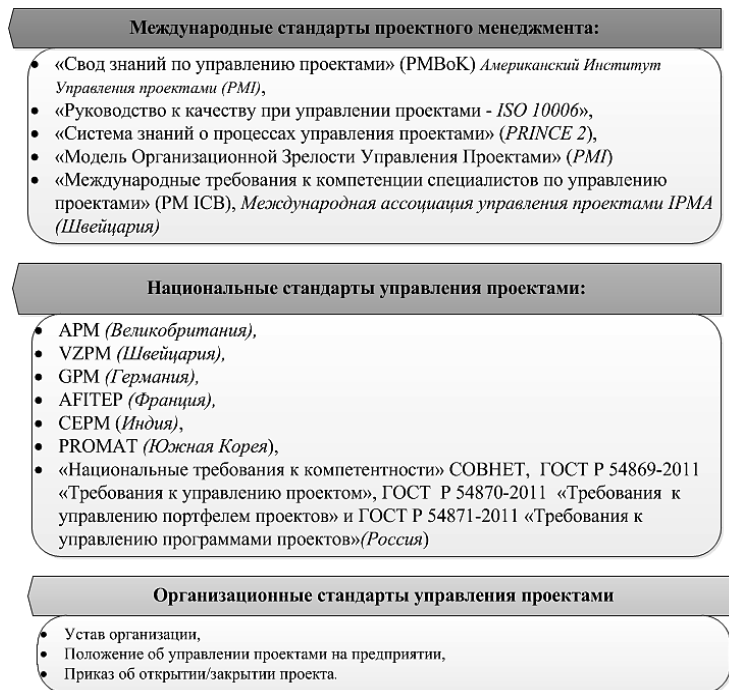 Международные стандарты проектного менеджмента:
• «Свод знаний по управлению проектами» (PMBoK) Американский Институт
Управления проектами (PMI),
• «Руководство к качеству при управлении проектами - ISO 10006»,
• «Система знаний о процессах управления проектами» (PRINCE 2),
• «Модель Организационной Зрелости Управления Проектами» (PMI)
• «Международные требования к компетенции специалистов по управлению
проектами» (PM ICB), Международная ассоциация управления проектами IPMA
(Швейцария)
Национальные стандарты управления проектами:
• APM (Великобритания),
• VZPM (Швейцария),
• GPM (Германия),
• AFITEP (Франция),
• CEPM (Индия),
• PROMAT (Южная Корея),
• «Национальные требования к компетентности» СОВНЕТ, ГОСТ Р 54869-2011
«Требования к управлению проектом», ГОСТ Р 54870-2011 «Требования к
управлению портфелем проектов» и ГОСТ Р 54871-2011 «Требования к
управлению программами проектов»(Россия)
Организационные стандарты управления проектами
• Устав организации,
• Положение об управлении проектами на предприятии,
• Приказ об открытии/закрытии проекта.